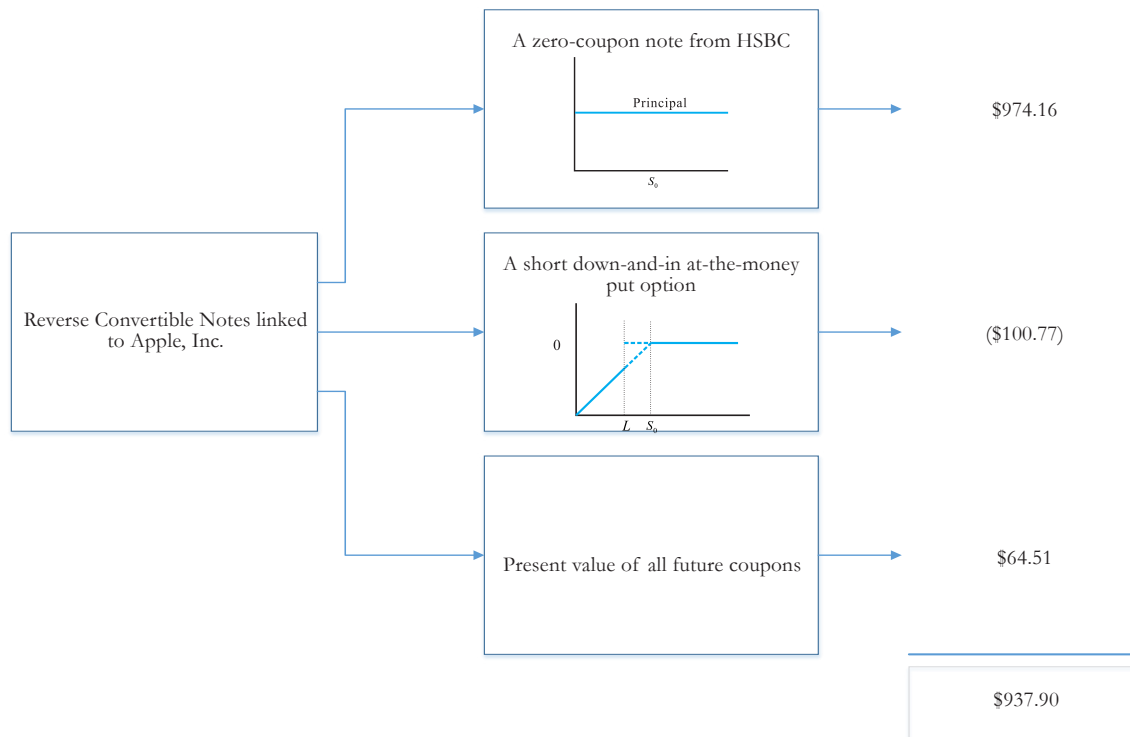 A zero-coupon note from HSBC
Principal
S₀
$974.16
Reverse Convertible Notes linked
to Apple, Inc.
A short down-and-in at-the-money
put option
0
L S₀
($100.77)
Present value of all future coupons
$64.51
$937.90